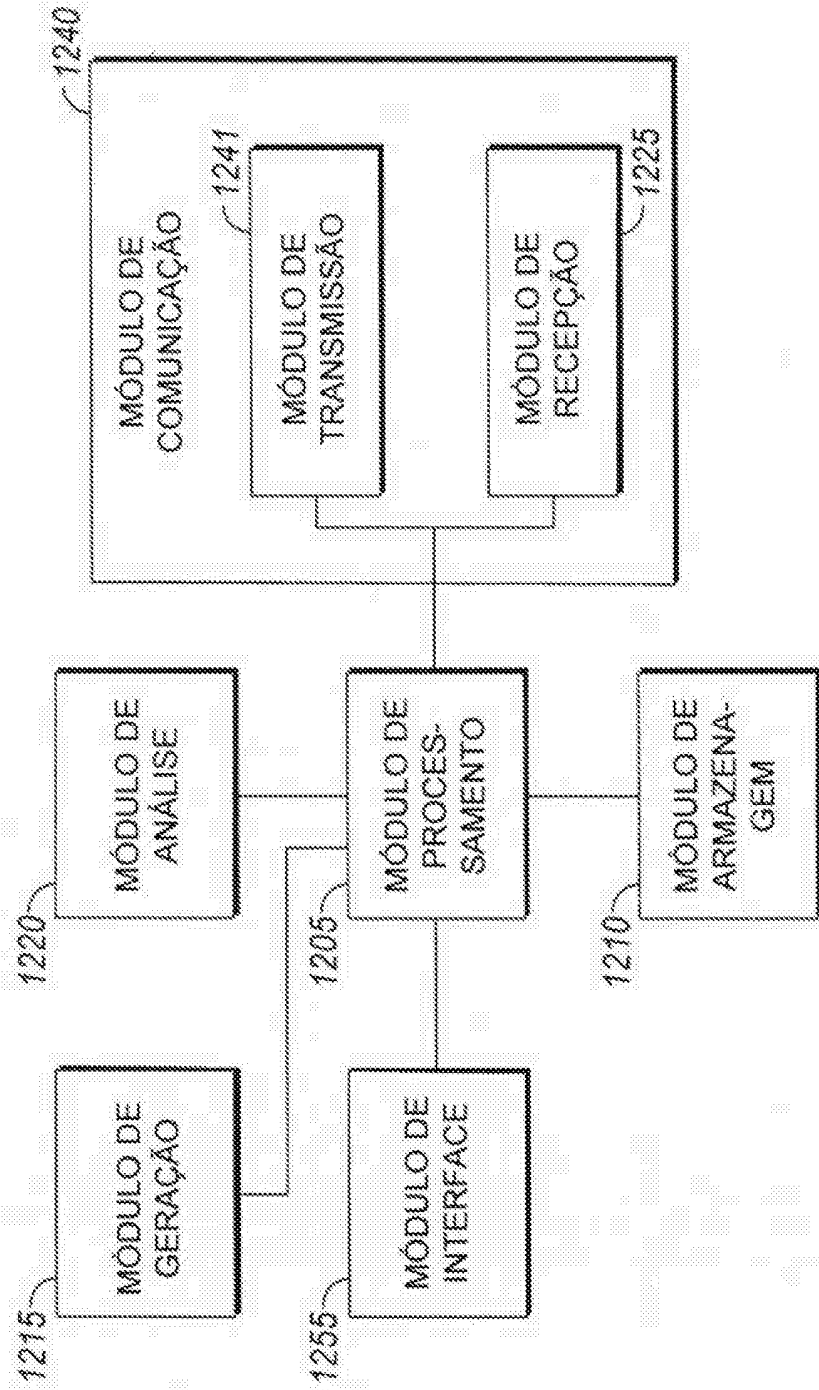 1215
MÓDULO DE
GERAÇÃO
1220
MÓDULO DE
ANÁLISE
1240
MÓDULO DE
COMUNICAÇÃO
1241
MÓDULO DE
TRANSMISSÃO
1225
MÓDULO DE
RECEPÇÃO
1255
MÓDULO DE
INTERFACE
1205
MÓDULO DE
PROCES-
SAMENTO
1210
MÓDULO DE
ARMAZENA-
GEM